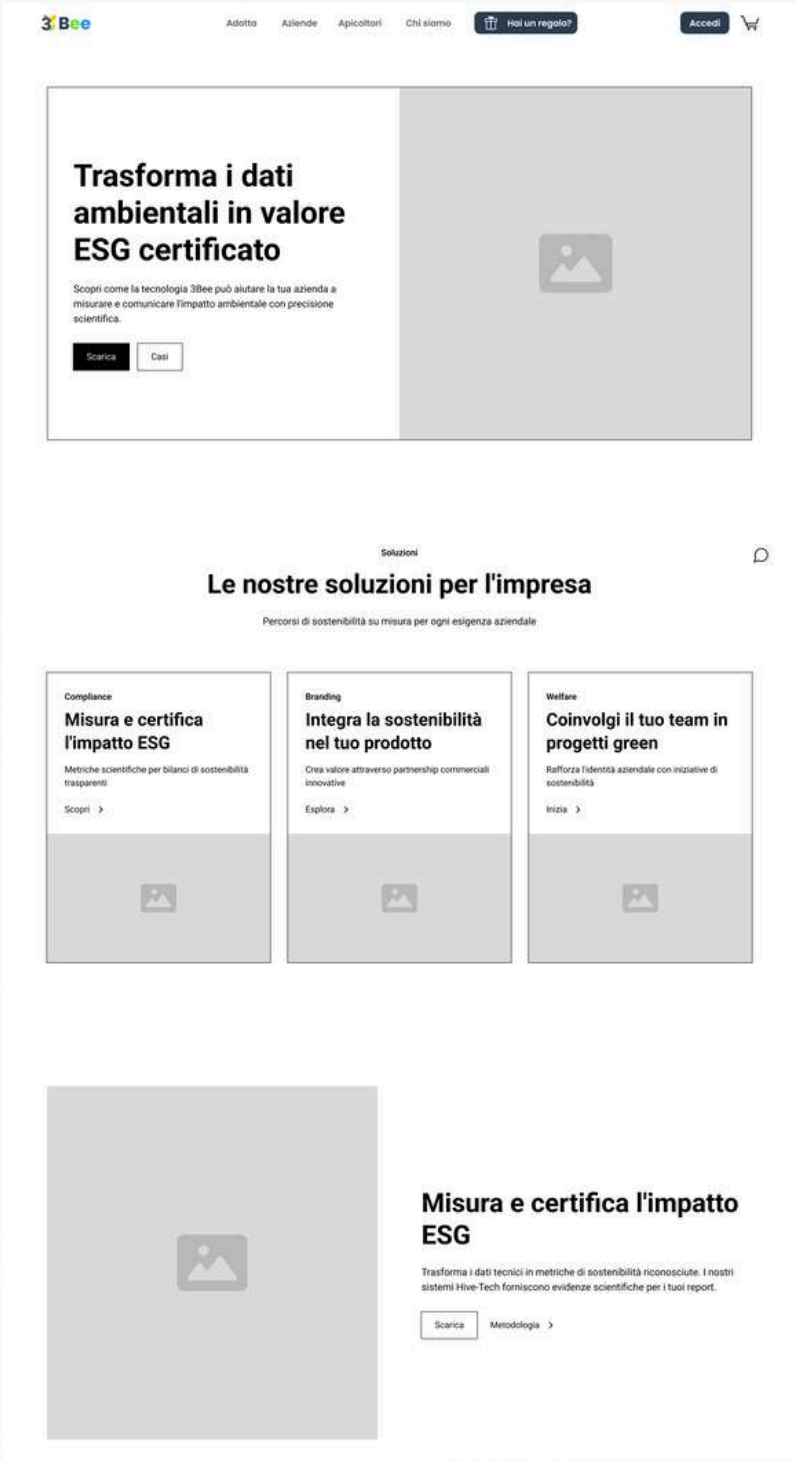 3Bee
Adotta
Aziende
Apicoltori
Chi siamo
Hai un regalo?
Accedi
Trasforma i dati
ambientali in valore
ESG certificato
Scopri come la tecnologia 3Bee può aiutare la tua azienda a
misurare e comunicare l'impatto ambientale con precisione
scientifica.
Scarica
Casi
Soluzioni
Le nostre soluzioni per l'impresa
Percorsi di sostenibilità su misura per ogni esigenza aziendale
Compliance
Misura e certifica
l'impatto ESG
Metriche scientifiche per bilanci di sostenibilità
trasparenti
Scopri
Branding
Integra la sostenibilità
nel tuo prodotto
Crea valore attraverso partnership commerciali
innovative
Esplora
Welfare
Coinvolgi il tuo team in
progetti green
Rafforza l'identità aziendale con iniziative di
sostenibilità
Inizia
Misura e certifica l'impatto
ESG
Trasforma i dati tecnici in metriche di sostenibilità riconosciute. I nostri
sistemi Hive-Tech forniscono evidenze scientifiche per i tuoi report.
Scarica
Metodologia